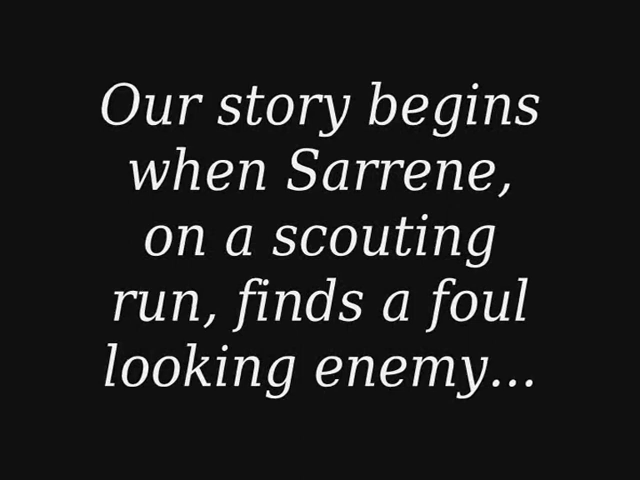 Our story begins
when Sarrene,
on a scouting
run, finds a foul
looking enemy...